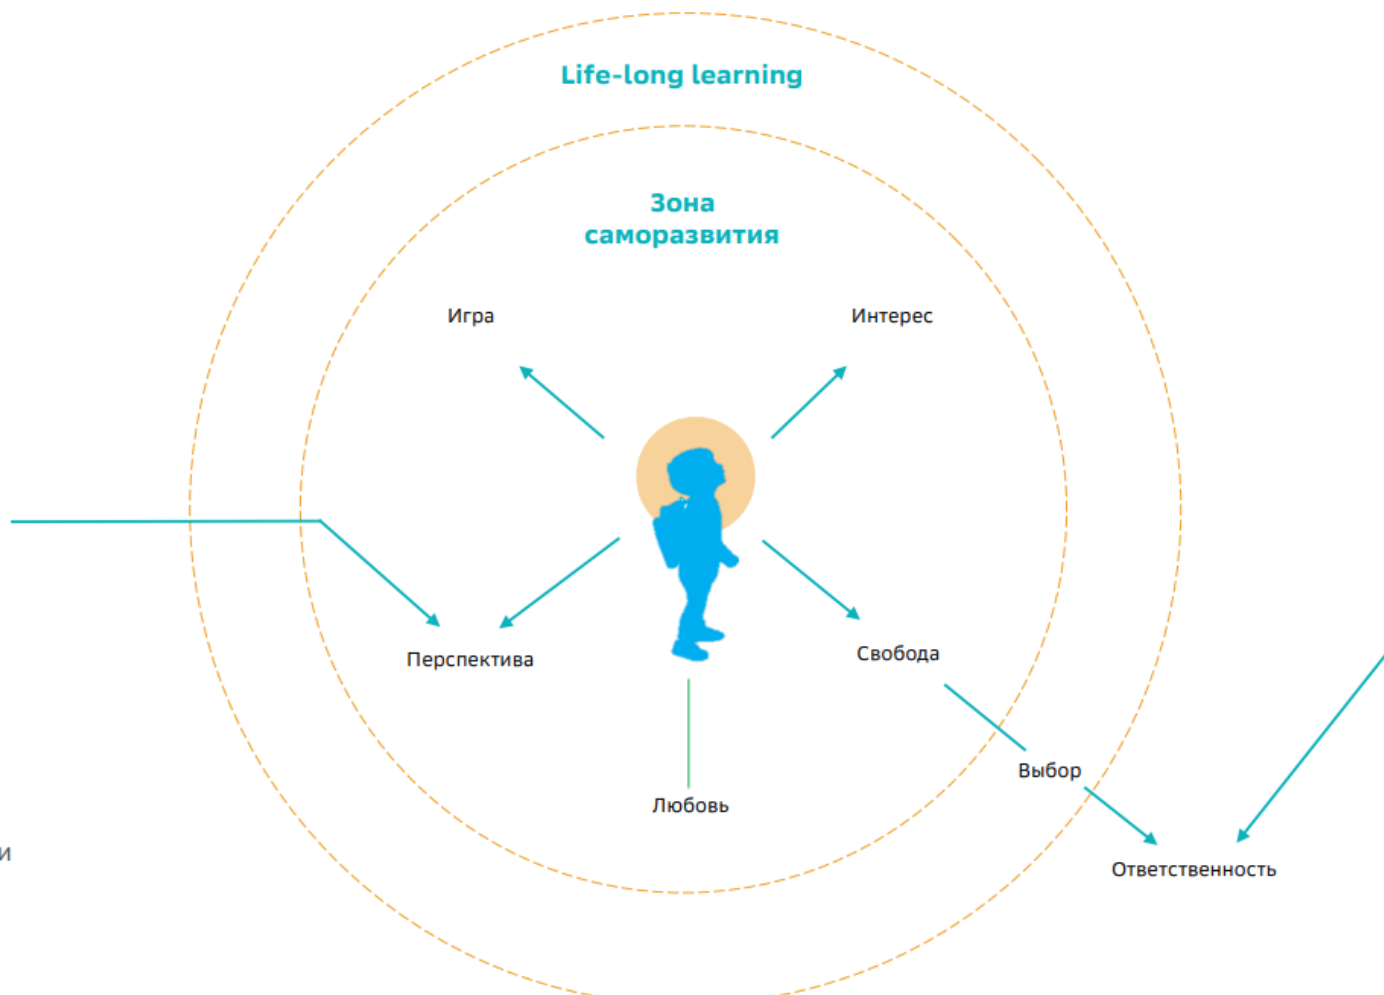 Life-long learning
Зона
саморазвития
Игра
Интерес
Перспектива
Свобода
Выбор
Любовь
и
Ответственность